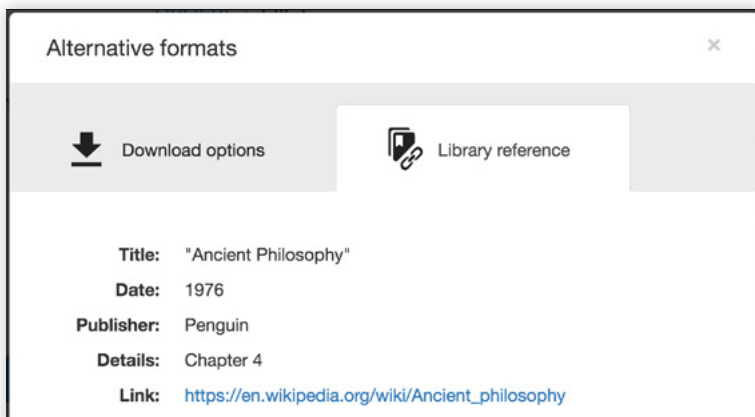 Alternative formats ×
Download options Library reference
Title: "Ancient Philosophy"
Date: 1976
Publisher: Penguin
Details: Chapter 4
Link: https://en.wikipedia.org/wiki/Ancient_philosophy